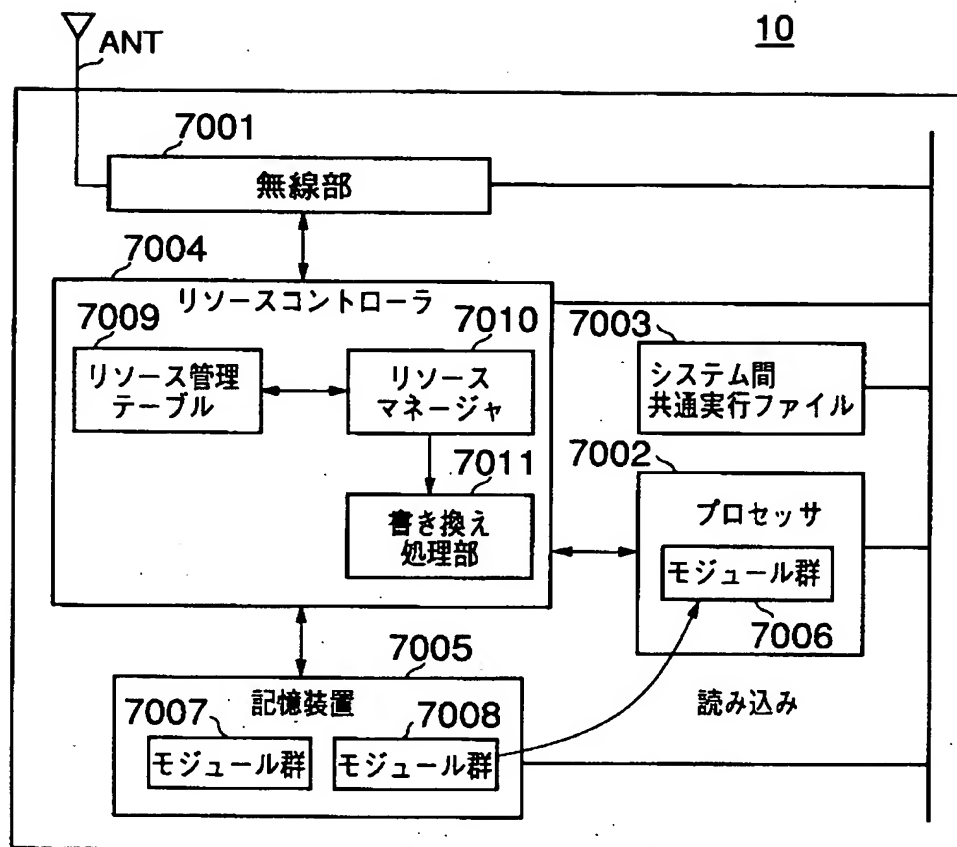 10
ANT
7001
無線部
7004
リソースコントローラ
7009
リソース管理
テーブル
7010
リソース
マネージャ
7011
書き換え
処理部
7003
システム間
共通実行ファイル
7002
プロセッサ
モジュール群
7006
読み込み
7005
記憶装置
7007
モジュール群
7008
モジュール群